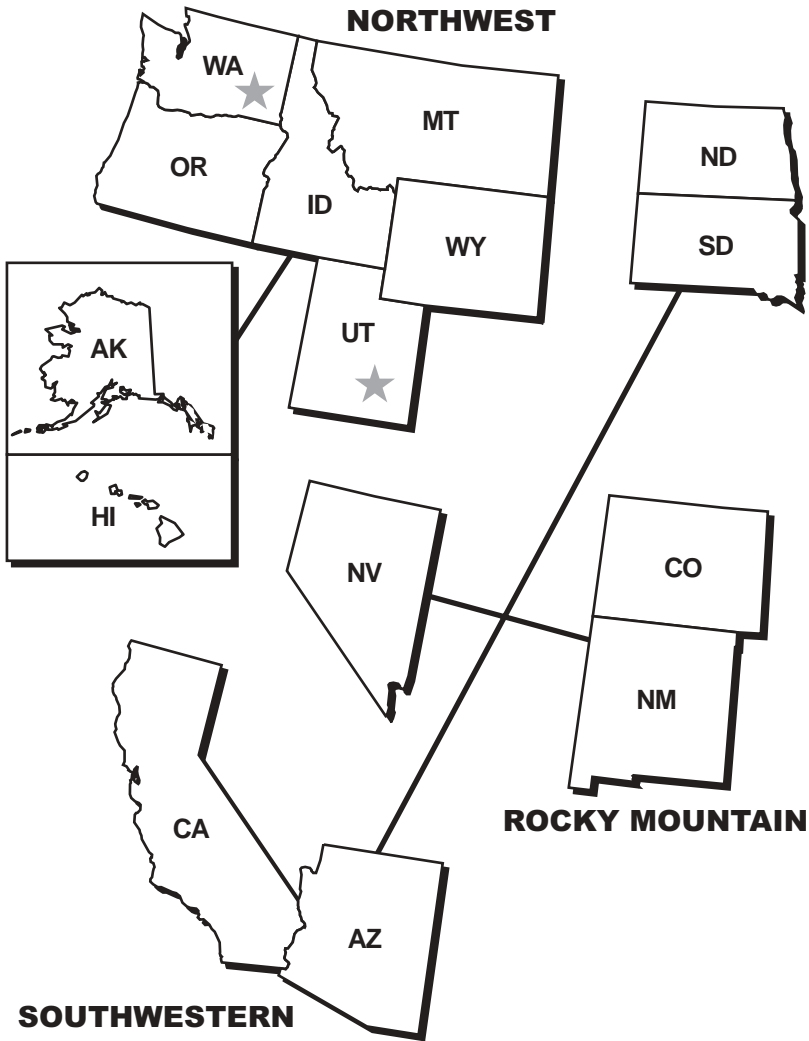 NORTHWEST
WA
MT
OR
ID
WY
ND
SD
UT
AK
HI
NV
CO
NM
ROCKY MOUNTAIN
CA
AZ
SOUTHWESTERN